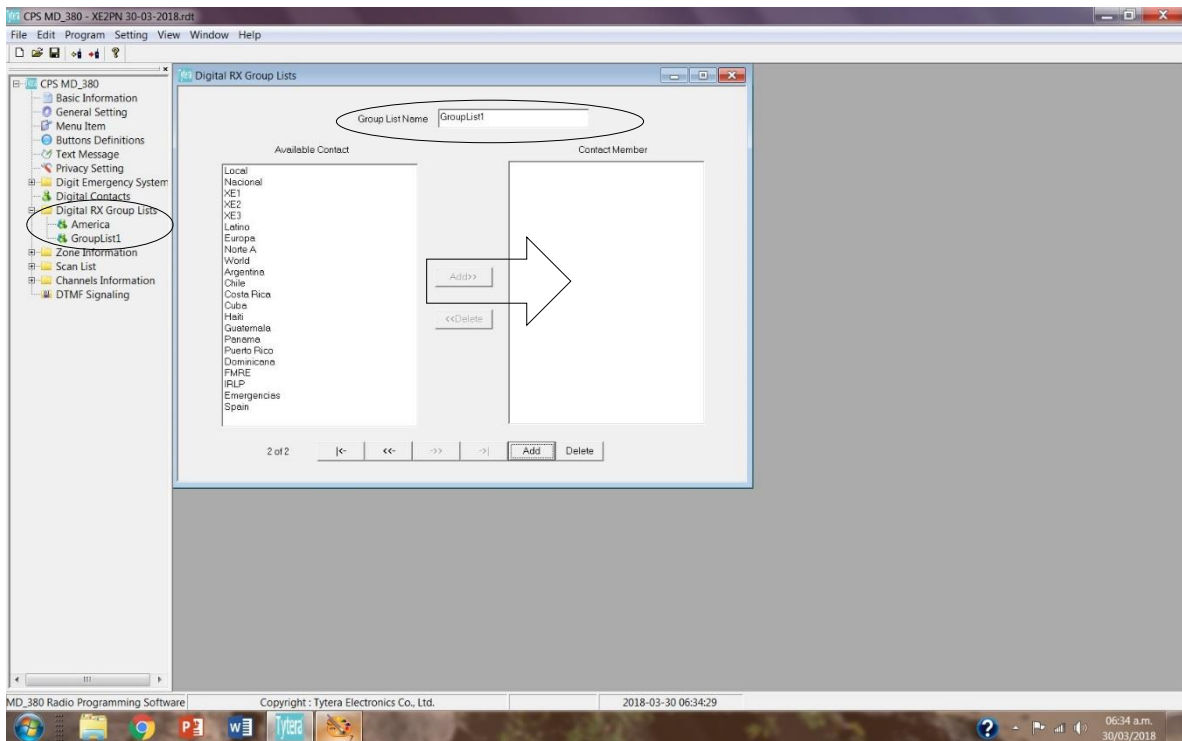 CPS MD_380 - XE2PN 30-03-2018.rdt
File Edit Program Setting View Window Help
CPS MD_380
Basic Information
General Setting
Menu Item
Buttons Definitions
Text Message
Privacy Setting
Digit Emergency System
Digital Contacts
Digital RX Group Lists
America
GroupList1
Zone Information
Scan List
Channels Information
DTMF Signaling
Digital RX Group Lists
Group List Name GroupList1
Available Contact
Contact Member
Local
Nacional
XE1
XE2
XE3
Latino
Europa
Norte A
World
Argentina
Chile
Costa Rica
Cuba
Haiti
Guatemala
Panama
Puerto Rico
Dominicana
FMRE
IRLP
Emergencias
Spain
Add>>
<<Delete
2 of 2 |<- <<- ->> ->| Add Delete
MD_380 Radio Programming Software Copyright : Tytera Electronics Co., Ltd. 2018-03-30 06:34:29
Tytera
06:34 a.m.
30/03/2018